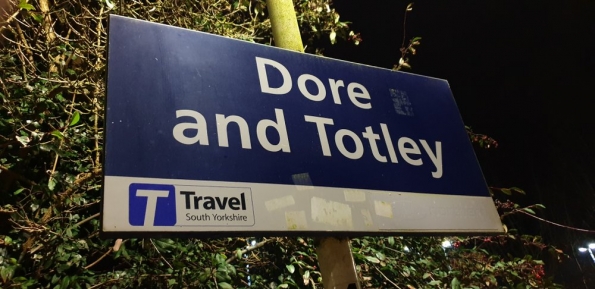 Dore
and Totley
T Travel
South Yorkshire